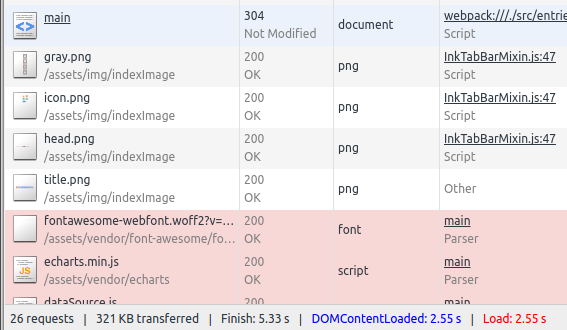 main 304 document webpack:///./src/entrie
Not Modified Script
gray.png 200 png InkTabBarMixin.js:47
/assets/img/indexImage OK Script
icon.png 200 png InkTabBarMixin.js:47
/assets/img/indexImage OK Script
head.png 200 png InkTabBarMixin.js:47
/assets/img/indexImage OK Script
title.png 200 png Other
/assets/img/indexImage OK
fontawesome-webfont.woff2?v=… 200 font main
/assets/vendor/font-awesome/fo… OK Parser
echarts.min.js 200 script main
/assets/vendor/echarts OK Parser
dataSource.js 200 main
26 requests | 321 KB transferred | Finish: 5.33 s | DOMContentLoaded: 2.55 s | Load: 2.55 s
JS